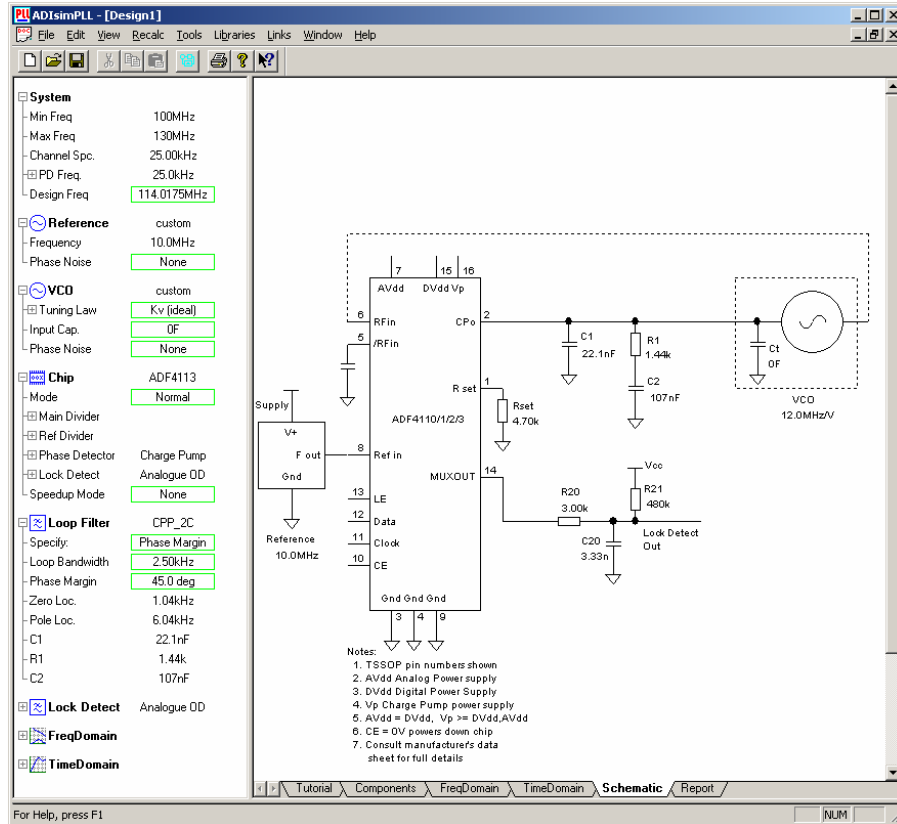 ADIsimPLL - [Design1]
File Edit View Recalc Tools Libraries Links Window Help
System
Min Freq 100MHz
Max Freq 130MHz
Channel Spc. 25.00kHz
PD Freq. 25.0kHz
Design Freq 114.0175MHz
Reference custom
Frequency 10.0MHz
Phase Noise None
VCO custom
Tuning Law Kv (ideal)
Input Cap. 0F
Phase Noise None
Chip ADF4113
Mode Normal
Main Divider
Ref Divider
Phase Detector Charge Pump
Lock Detect Analogue OD
Speedup Mode None
Loop Filter CPP_2C
Specify: Phase Margin
Loop Bandwidth 2.50kHz
Phase Margin 45.0 deg
Zero Loc. 1.04kHz
Pole Loc. 6.04kHz
C1 22.1nF
R1 1.44k
C2 107nF
Lock Detect Analogue OD
FreqDomain
TimeDomain
7 15 16
AVdd DVdd Vp
6 RFin CPo 2
5 /RFin
C1
22.1nF
R1
1.44k
C2
107nF
Ct
0F
VCO
12.0MHz/V
R set 1
Rset
4.70k
ADF4110/1/2/3
Supply
V+
F out
Gnd
8 Ref in
Reference
10.0MHz
MUXOUT 14
13 LE
12 Data
11 Clock
10 CE
Vcc
R20
3.00k
R21
480k
C20
3.33n
Lock Detect
Out
Gnd Gnd Gnd
3 4 9
Notes:
1. TSSOP pin numbers shown
2. AVdd Analog Power supply
3. DVdd Digital Power Supply
4. Vp Charge Pump power supply
5. AVdd = DVdd, Vp >= DVdd,AVdd
6. CE = 0V powers down chip
7. Consult manufacturer's data
sheet for full details
Tutorial Components FreqDomain TimeDomain Schematic Report
For Help, press F1
NUM